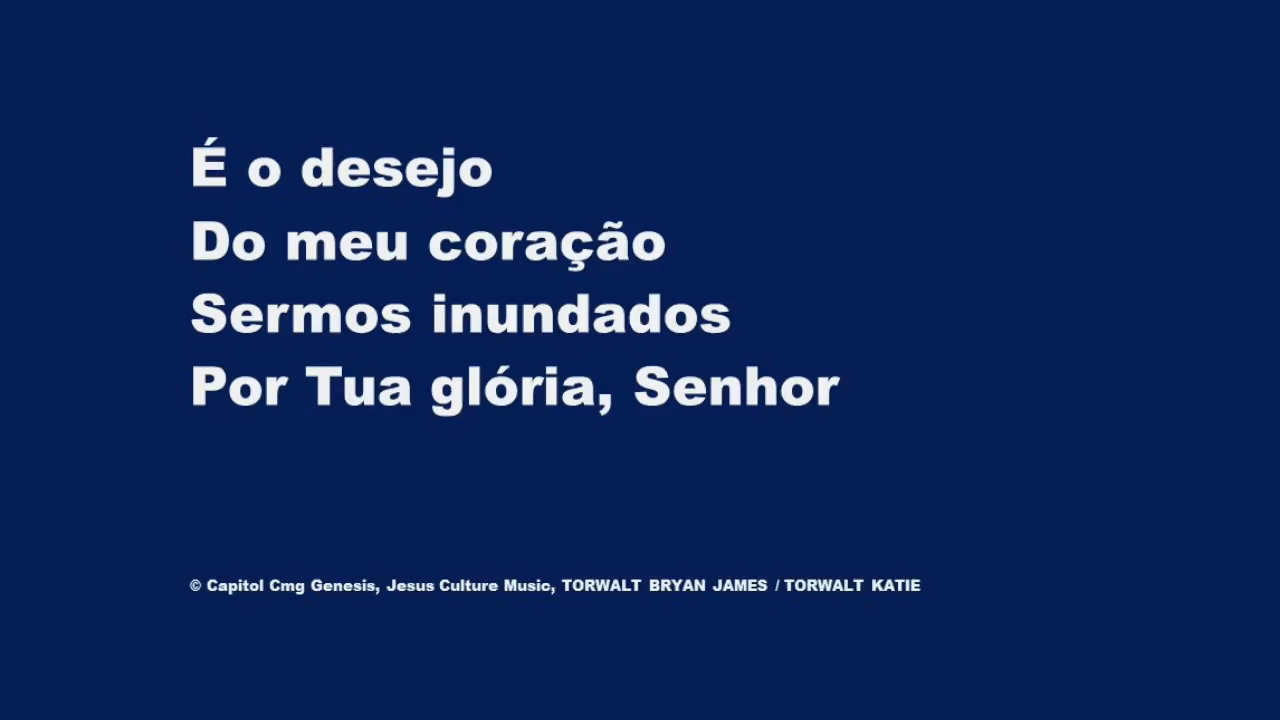 É o desejo
Do meu coração
Sermos inundados
Por Tua glória, Senhor
© Capitol Cmg Genesis, Jesus Culture Music, TORWALT BRYAN JAMES / TORWALT KATIE